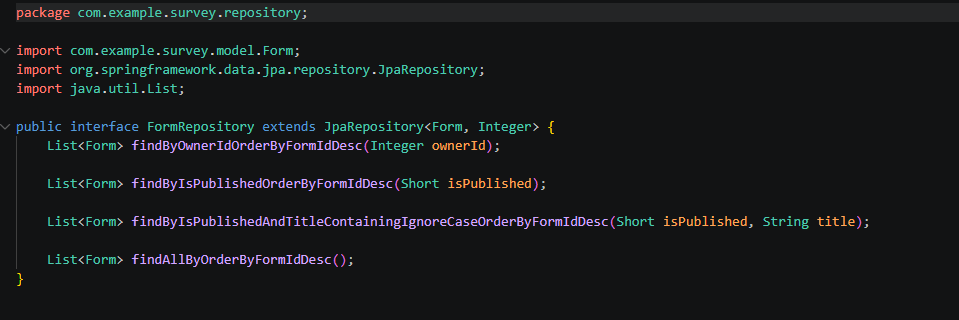 package com.example.survey.repository;
import com.example.survey.model.Form;
import org.springframework.data.jpa.repository.JpaRepository;
import java.util.List;
public interface FormRepository extends JpaRepository<Form, Integer> {
List<Form> findByOwnerIdOrderByFormIdDesc(Integer ownerId);
List<Form> findByIsPublishedOrderByFormIdDesc(Short isPublished);
List<Form> findByIsPublishedAndTitleContainingIgnoreCaseOrderByFormIdDesc(Short isPublished, String title);
List<Form> findAllByOrderByFormIdDesc();
}